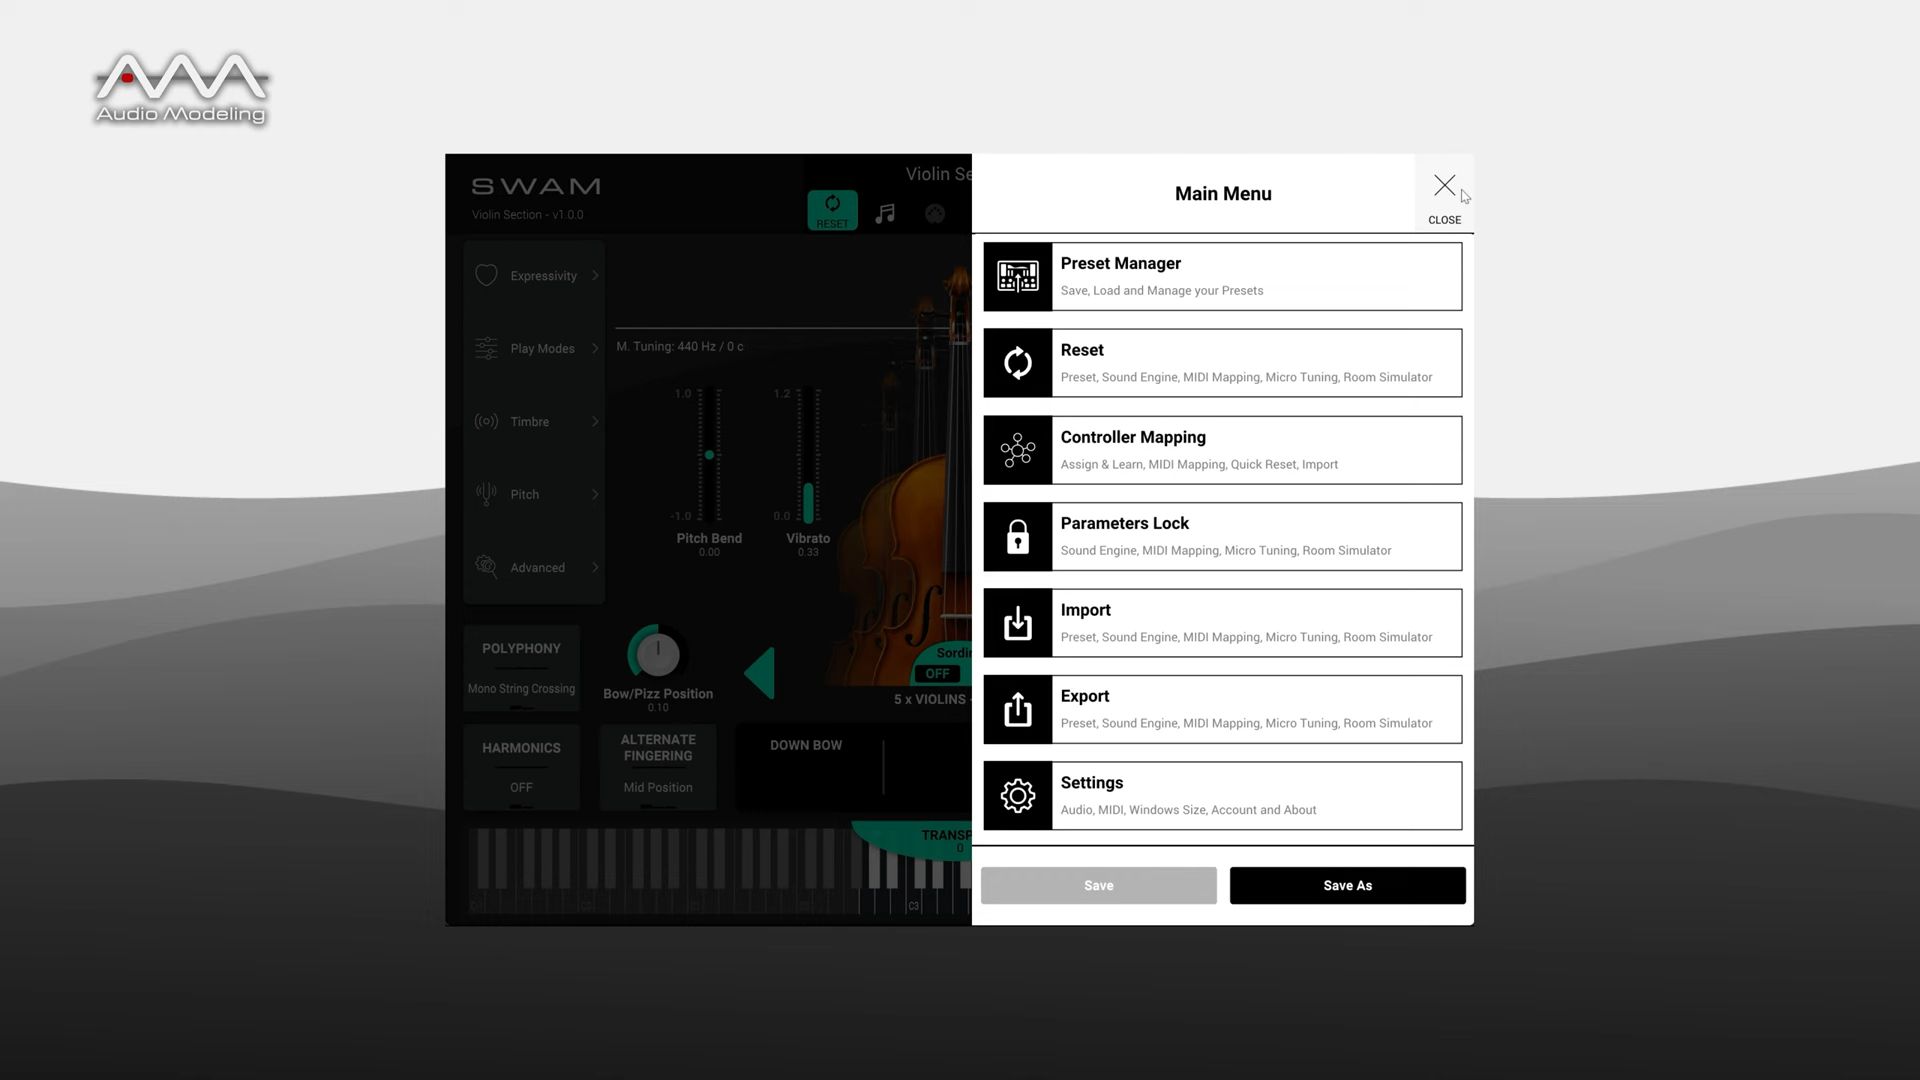 Audio Modeling
SWAM
Violin Section - v1.0.0
Violin Se
RESET
Main Menu
CLOSE
Expressivity
Play Modes
Timbre
Pitch
Advanced
M. Tuning: 440 Hz / 0 c
1.0
-1.0
Pitch Bend
0.00
1.2
0.0
Vibrato
0.33
POLYPHONY
Mono String Crossing
Bow/Pizz Position
0.10
Sordin
OFF
5 x VIOLINS -
HARMONICS
OFF
ALTERNATE
FINGERING
Mid Position
DOWN BOW
TRANSP
0
C3
Preset Manager
Save, Load and Manage your Presets
Reset
Preset, Sound Engine, MIDI Mapping, Micro Tuning, Room Simulator
Controller Mapping
Assign & Learn, MIDI Mapping, Quick Reset, Import
Parameters Lock
Sound Engine, MIDI Mapping, Micro Tuning, Room Simulator
Import
Preset, Sound Engine, MIDI Mapping, Micro Tuning, Room Simulator
Export
Preset, Sound Engine, MIDI Mapping, Micro Tuning, Room Simulator
Settings
Audio, MIDI, Windows Size, Account and About
Save
Save As